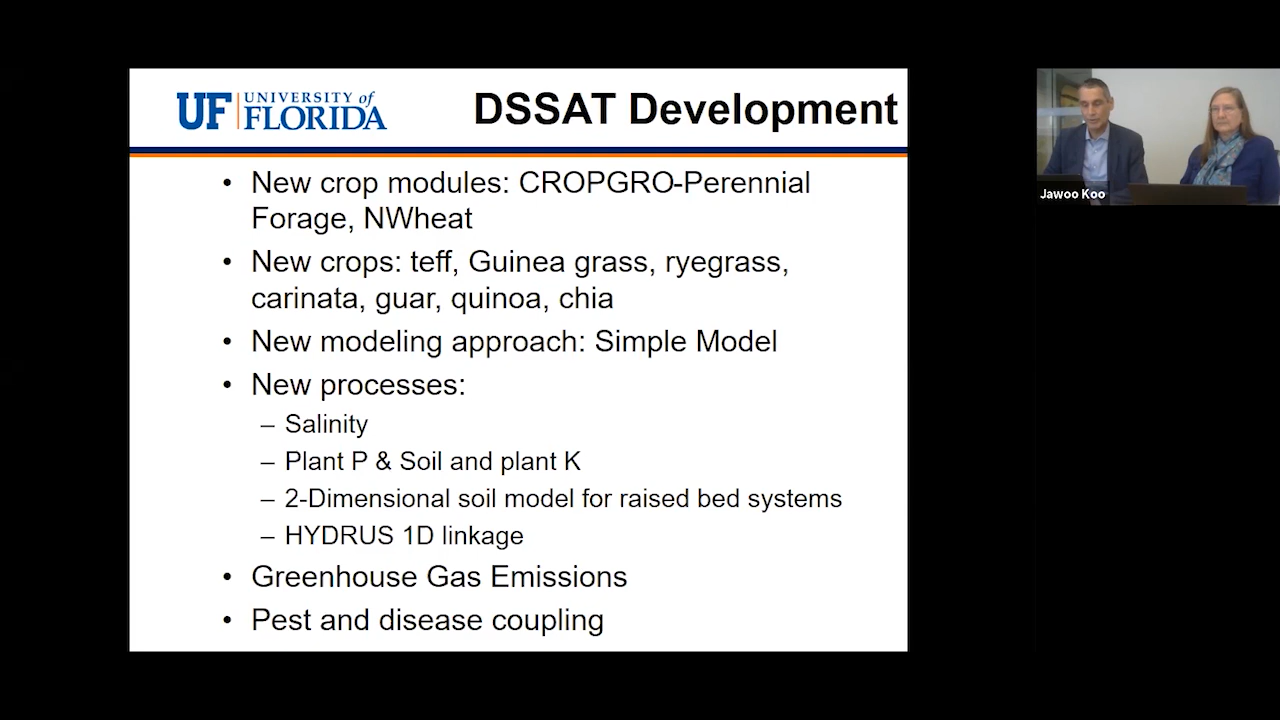 UF UNIVERSITY of FLORIDA
DSSAT Development
• New crop modules: CROPGRO-Perennial
Forage, NWheat
• New crops: teff, Guinea grass, ryegrass,
carinata, guar, quinoa, chia
• New modeling approach: Simple Model
• New processes:
– Salinity
– Plant P & Soil and plant K
– 2-Dimensional soil model for raised bed systems
– HYDRUS 1D linkage
• Greenhouse Gas Emissions
• Pest and disease coupling
Jawoo Koo